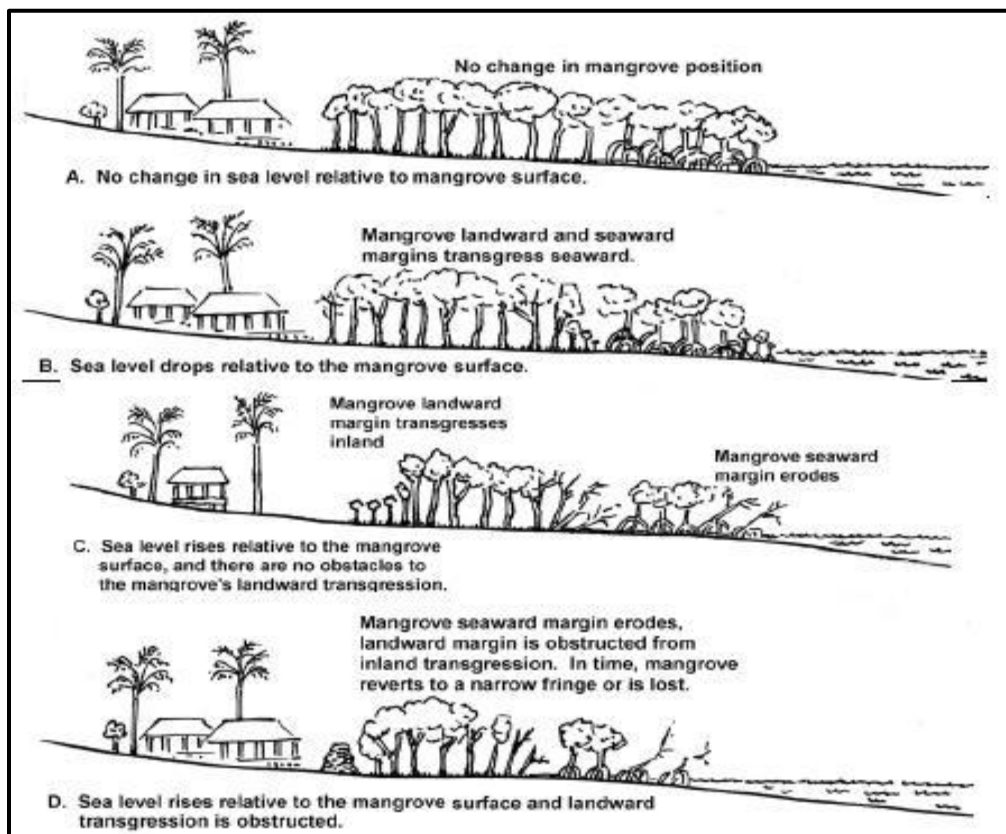 No change in mangrove position
A. No change in sea level relative to mangrove surface.
Mangrove landward and seaward
margins transgress seaward.
B. Sea level drops relative to the mangrove surface.
Mangrove landward
margin transgresses
inland
Mangrove seaward
margin erodes
C. Sea level rises relative to the mangrove
surface, and there are no obstacles to
the mangrove's landward transgression.
Mangrove seaward margin erodes,
landward margin is obstructed from
inland transgression. In time, mangrove
reverts to a narrow fringe or is lost.
D. Sea level rises relative to the mangrove surface and landward
transgression is obstructed.